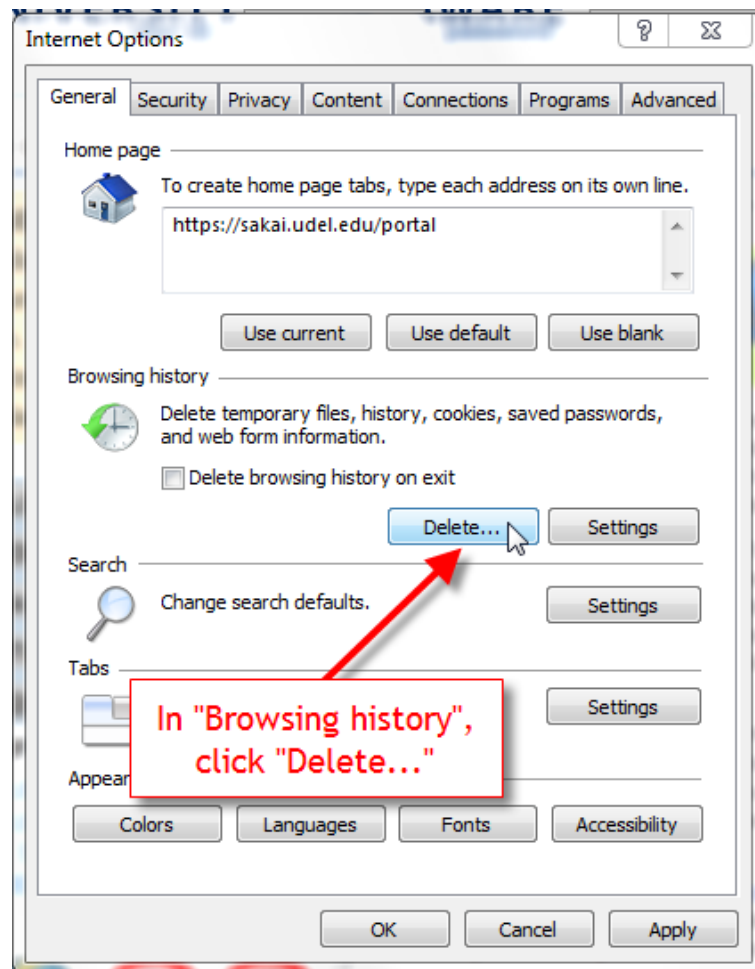 Internet Options
General Security Privacy Content Connections Programs Advanced
Home page
To create home page tabs, type each address on its own line.
https://sakai.udel.edu/portal
Use current Use default Use blank
Browsing history
Delete temporary files, history, cookies, saved passwords,
and web form information.
Delete browsing history on exit
Delete... Settings
Search
Change search defaults.
Settings
Tabs
Settings
In "Browsing history",
click "Delete..."
Appear
Colors Languages Fonts Accessibility
OK Cancel Apply